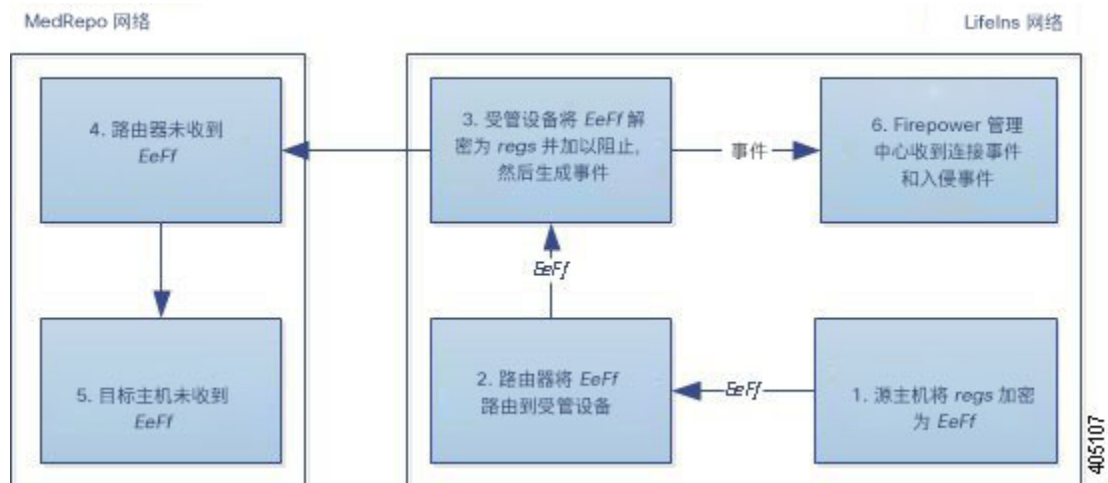 MedRepo 网络
LifeIns 网络
4. 路由器未收到
EeFf
3. 受管设备将 EeFf 解
密为 regs 并加以阻止,
然后生成事件
事件
6. Firepower 管理
中心收到连接事件
和入侵事件
EeFf
5. 目标主机未收到
EeFf
2. 路由器将 EeFf
路由到受管设备
EeFf
1. 源主机将 regs 加密
为 EeFf
405107